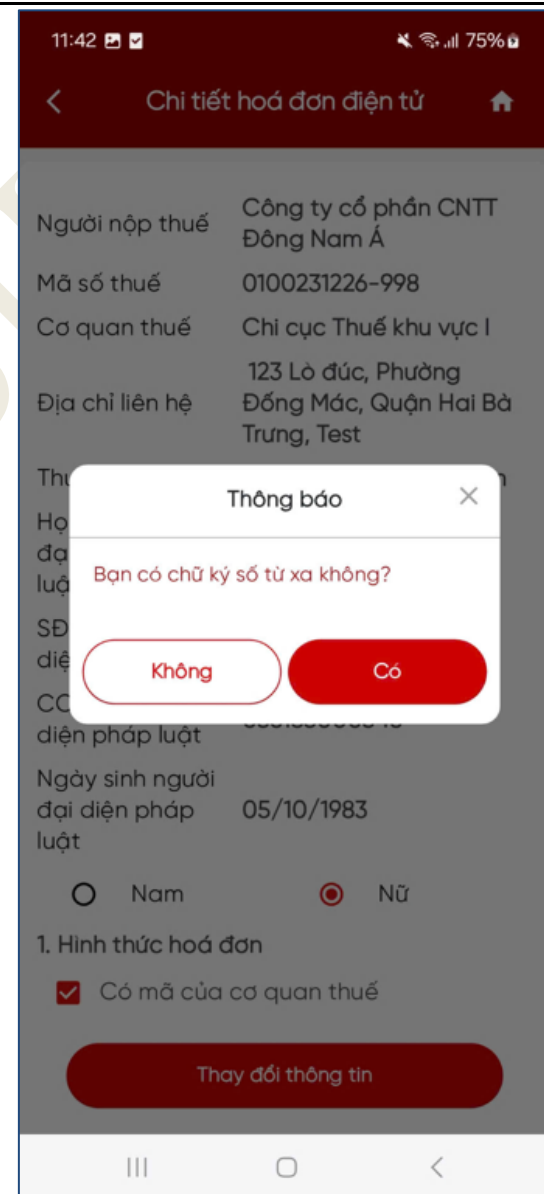 11:42
75%
Chi tiết hoá đơn điện tử
Người nộp thuế
Công ty cổ phần CNTT
Đông Nam Á
Mã số thuế
0100231226-998
Cơ quan thuế
Chi cục Thuế khu vực I
Địa chỉ liên hệ
123 Lò đúc, Phường
Đống Mác, Quận Hai Bà
Trưng, Test
Thông báo
Bạn có chữ ký số từ xa không?
Không
Có
diện pháp luật
Ngày sinh người
đại diện pháp
luật
05/10/1983
Nam
Nữ
1. Hình thức hoá đơn
Có mã của cơ quan thuế
Thay đổi thông tin